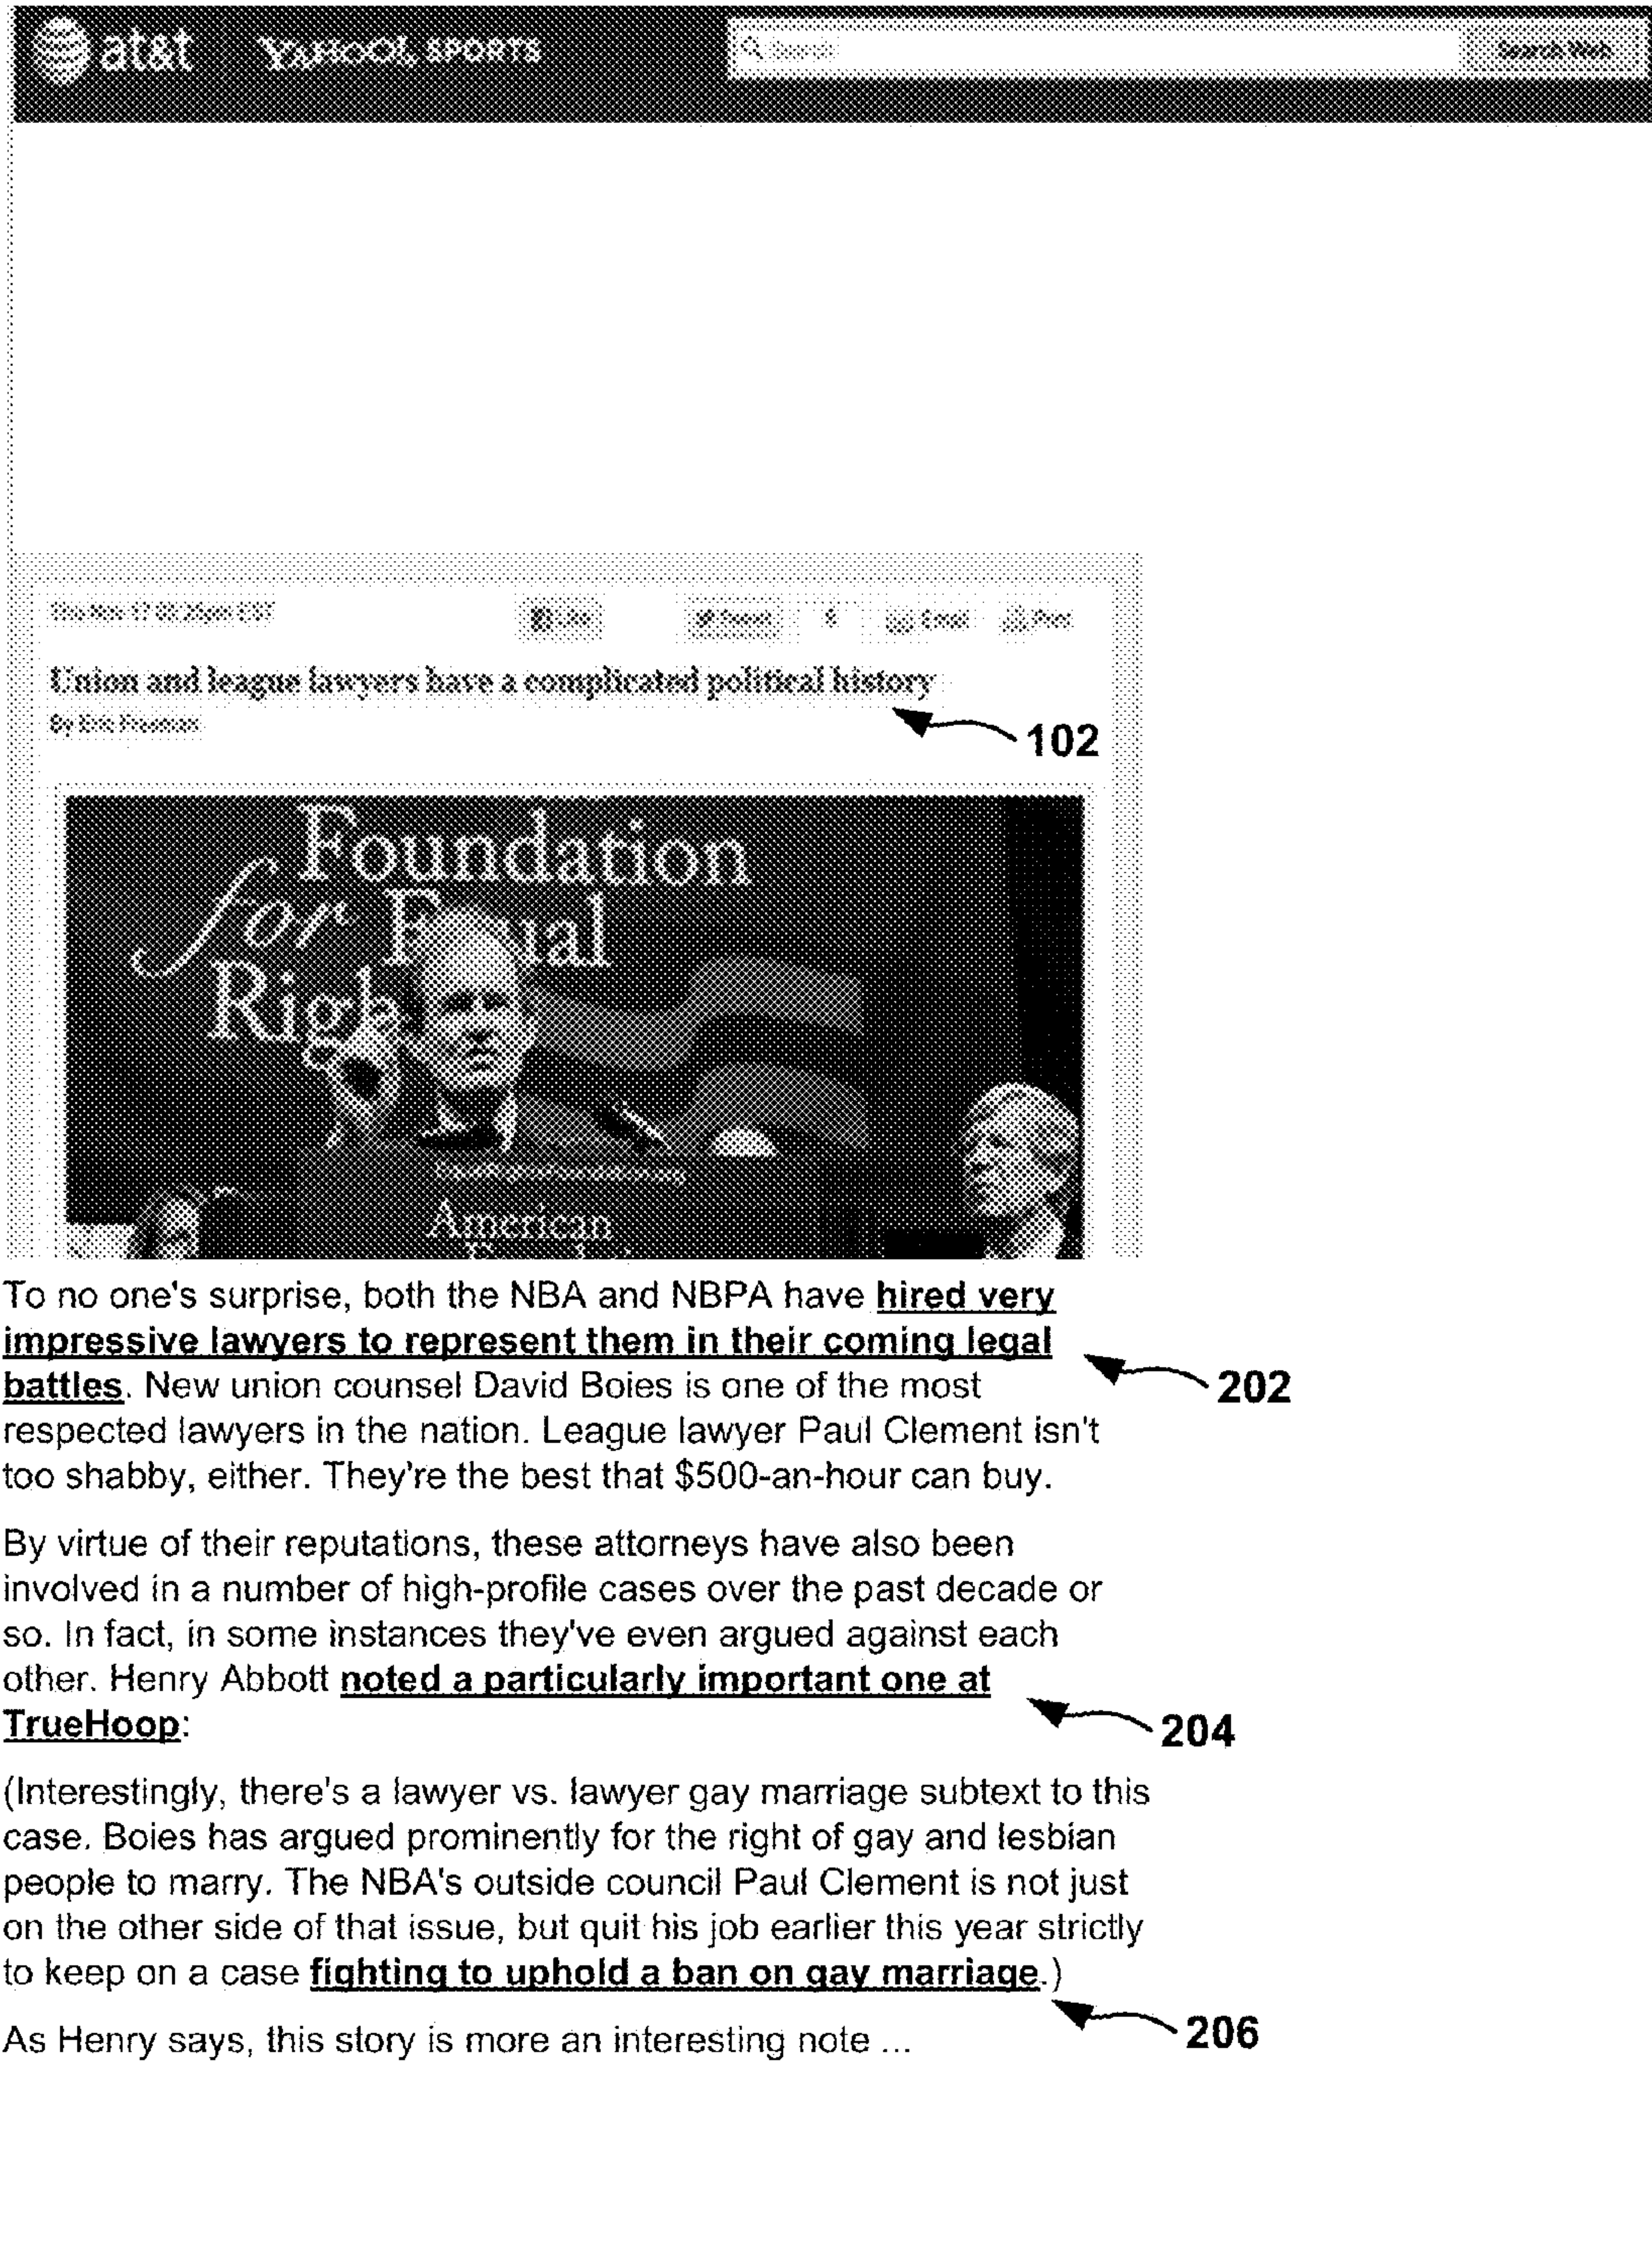 at&t YAHOO! SPORTS Search Search Web
Union and league lawyers have a complicated political history
By Eric Freeman
102
Foundation
for Equal
Righ
American
To no one's surprise, both the NBA and NBPA have hired very
impressive lawyers to represent them in their coming legal
battles. New union counsel David Boies is one of the most
202
respected lawyers in the nation. League lawyer Paul Clement isn't
too shabby, either. They're the best that $500-an-hour can buy.
By virtue of their reputations, these attorneys have also been
involved in a number of high-profile cases over the past decade or
so. In fact, in some instances they've even argued against each
other. Henry Abbott noted a particularly important one at
TrueHoop:
204
(Interestingly, there's a lawyer vs. lawyer gay marriage subtext to this
case. Boies has argued prominently for the right of gay and lesbian
people to marry. The NBA's outside council Paul Clement is not just
on the other side of that issue, but quit his job earlier this year strictly
to keep on a case fighting to uphold a ban on gay marriage.)
206
As Henry says, this story is more an interesting note ...